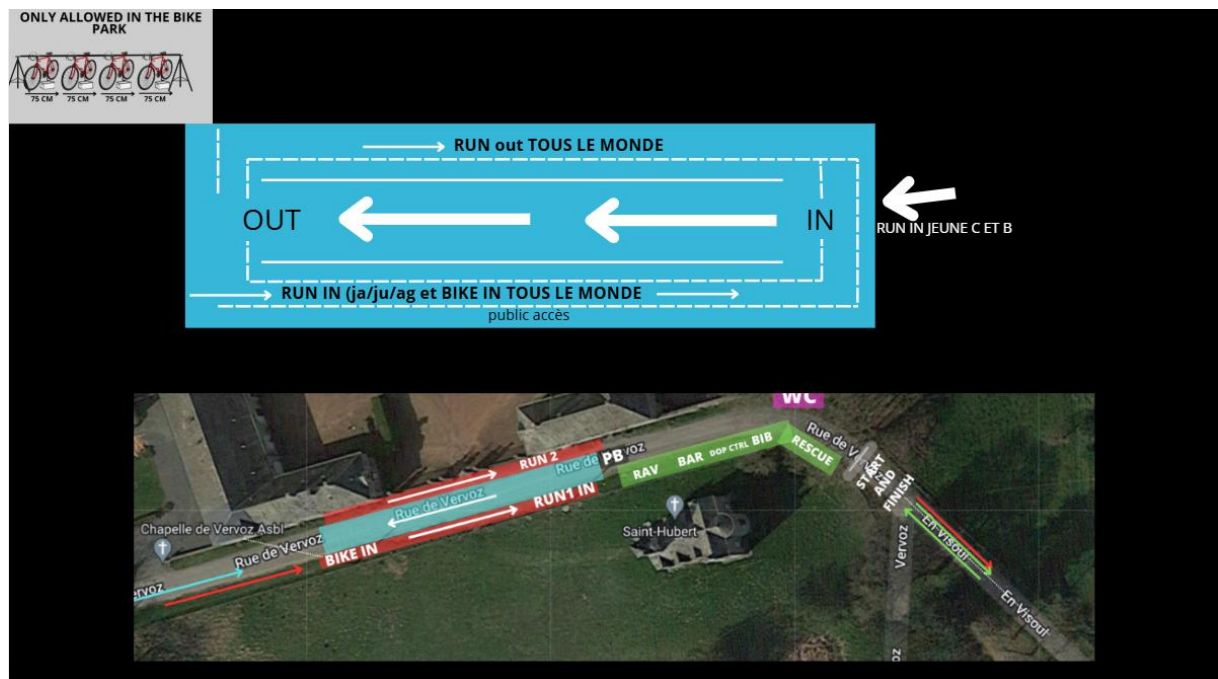 ONLY ALLOWED IN THE BIKE
PARK
75 CM 75 CM 75 CM 75 CM
RUN out TOUS LE MONDE
OUT
IN
RUN IN JEUNE C ET B
RUN IN (ja/ju/ag et BIKE IN TOUS LE MONDE
public accès
WC
RUN 2
Rue de
PB
voz
RAV
BAR
DOP CTRL
BIB
RESCUE
Rue de V
START
AND
FINISH
Rue de Vervoz
RUN1 IN
Chapelle de Vervoz Asbl
Rue de Vervoz
BIKE IN
Saint-Hubert
Vervoz
En Visoul
En Visoul
ervoz
oz